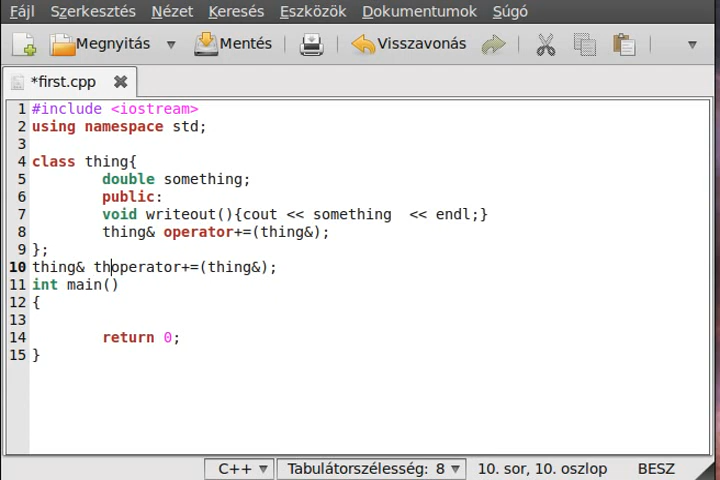 Fájl Szerkesztés Nézet Keresés Eszközök Dokumentumok Súgó
Megnyitás Mentés Visszavonás
*first.cpp
1 #include <iostream>
2 using namespace std;
3
4 class thing{
5 double something;
6 public:
7 void writeout(){cout << something  << endl;}
8 thing& operator+=(thing&);
9 };
10 thing& thoperator+=(thing&);
11 int main()
12 {
13
14 return 0;
15 }
C++ Tabulátorszélesség: 8 10. sor, 10. oszlop BESZ